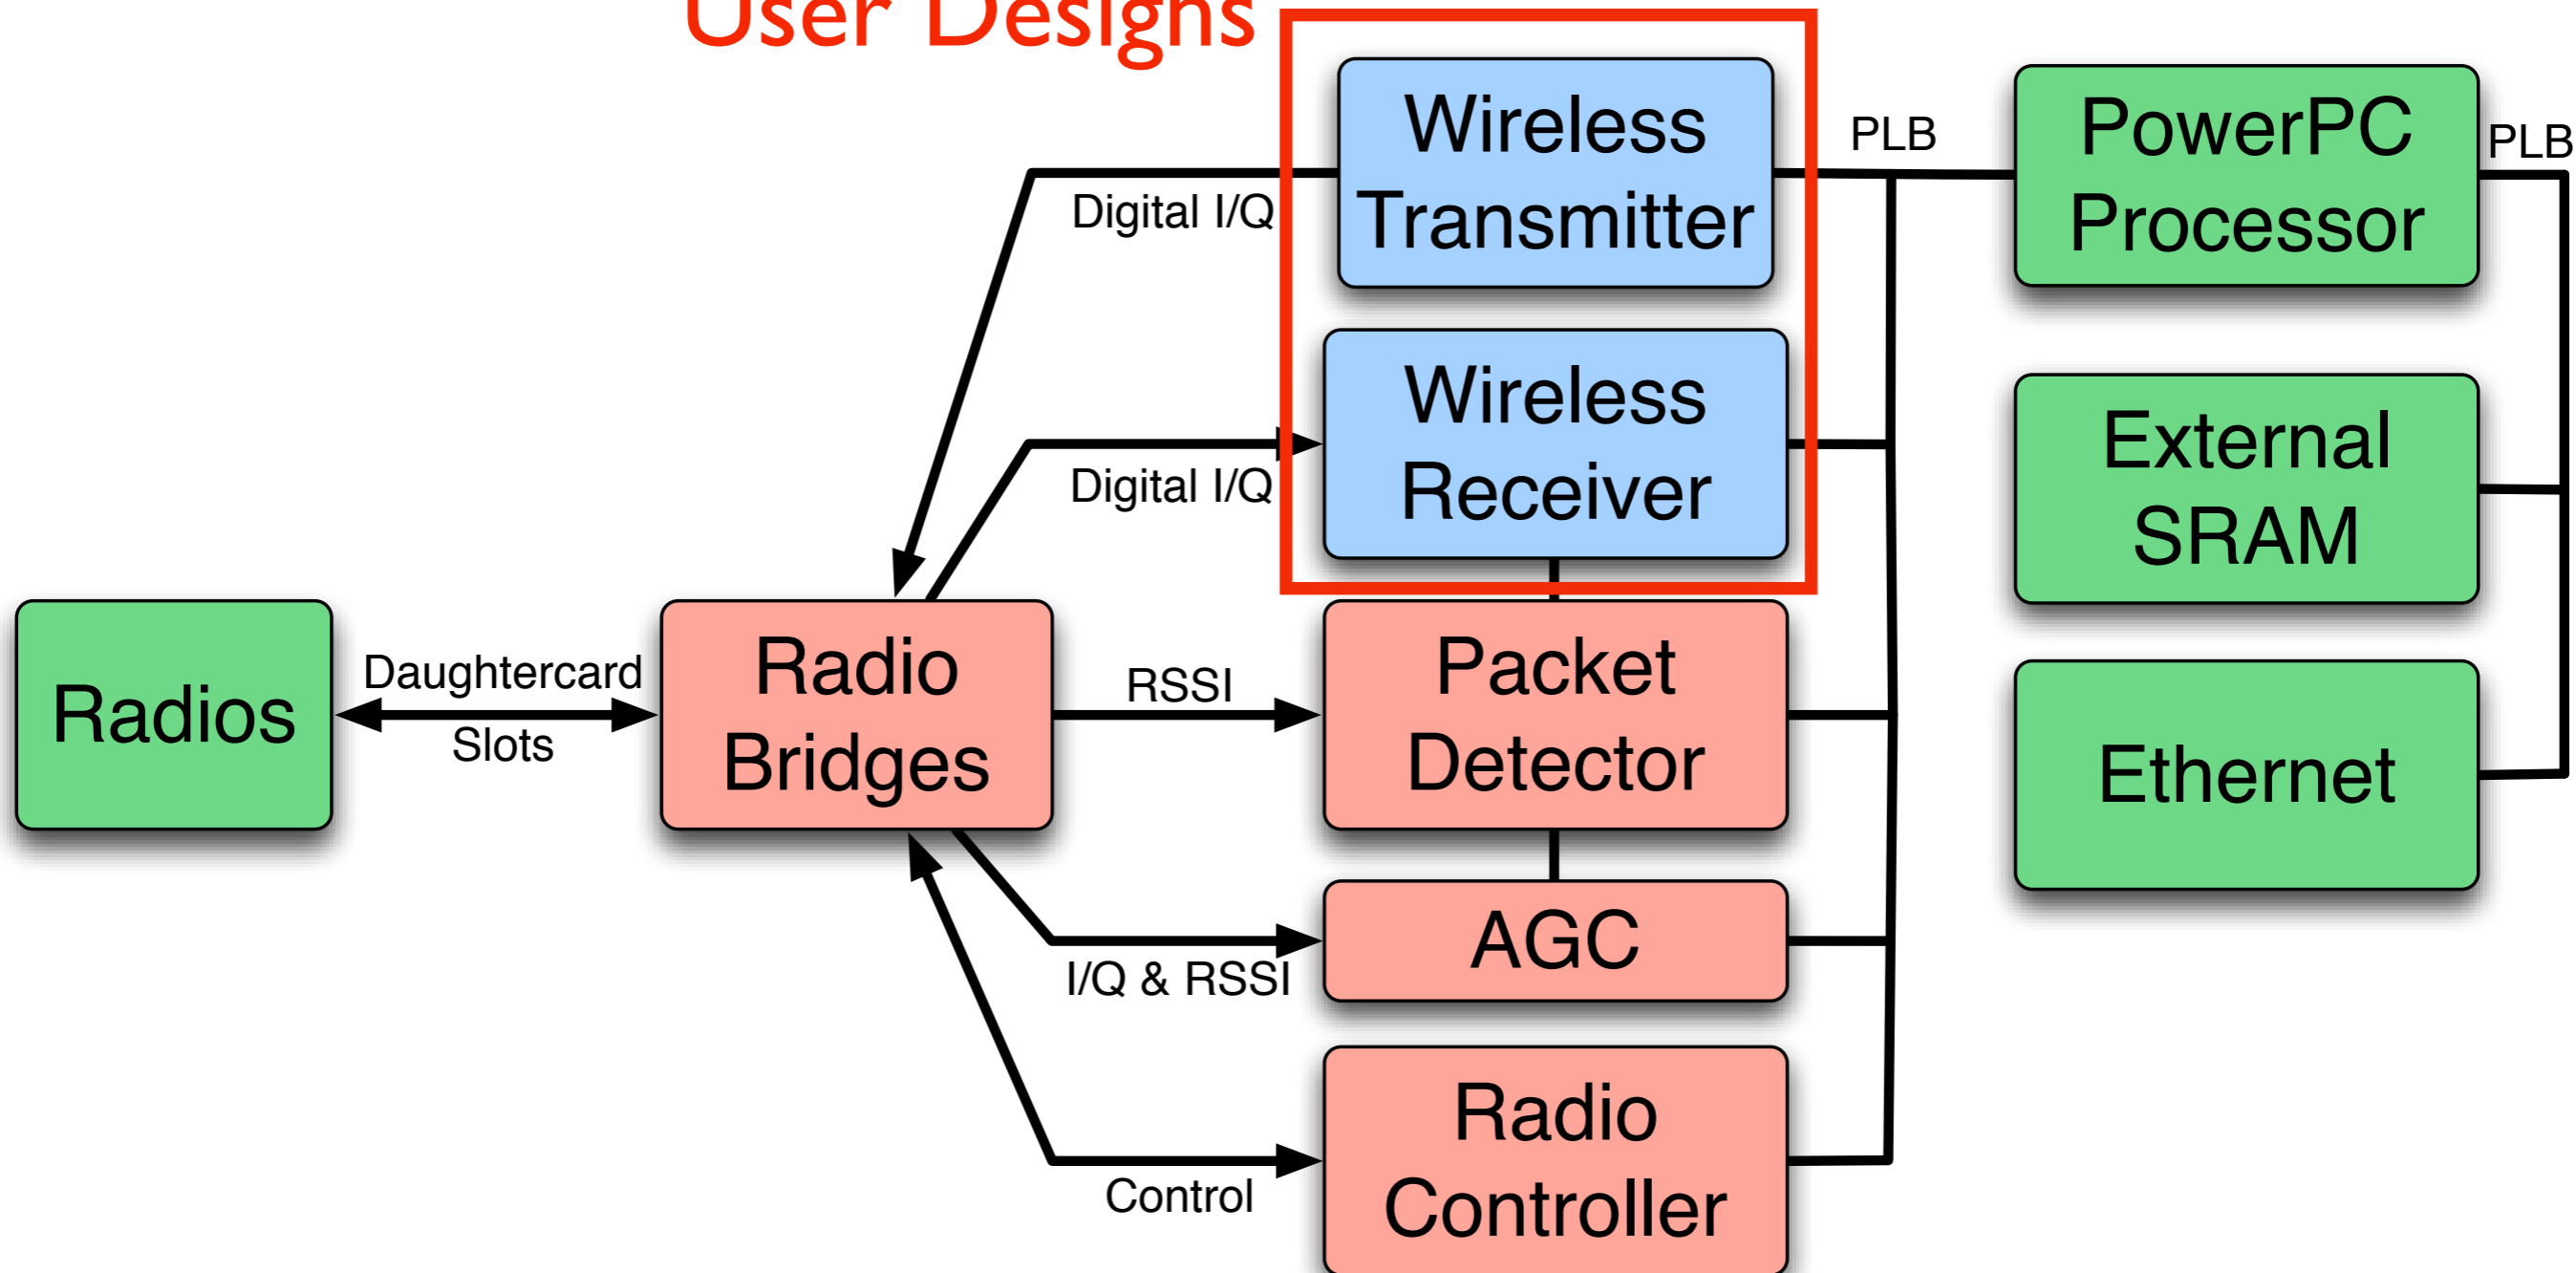 User Designs
Wireless
Transmitter
PLB
PowerPC
Processor
PLB
Digital I/Q
Wireless
Receiver
Digital I/Q
External
SRAM
Radios
Daughtercard
Slots
Radio
Bridges
RSSI
Packet
Detector
Ethernet
I/Q & RSSI
AGC
Control
Radio
Controller